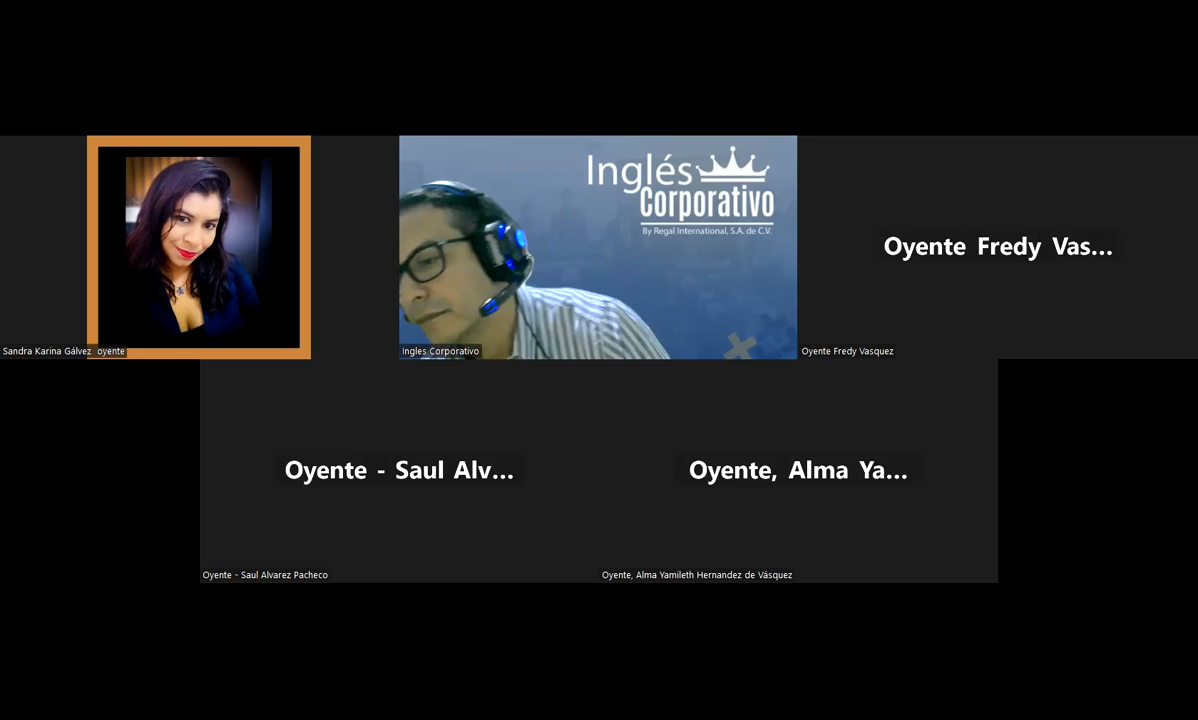 Inglés
Corporativo
By Regal International, S.A. de C.V.
Oyente Fredy Vas...
Sandra Karina Gálvez oyente
Ingles Corporativo
Oyente Fredy Vasquez
Oyente - Saul Alv...
Oyente, Alma Ya...
Oyente - Saul Alvarez Pacheco
Oyente, Alma Yamileth Hernandez de Vásquez